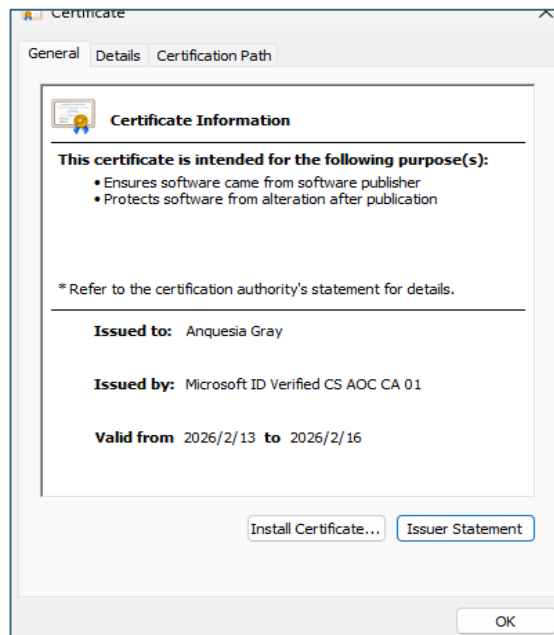 Certificate
General Details Certification Path
Certificate Information
This certificate is intended for the following purpose(s):
• Ensures software came from software publisher
• Protects software from alteration after publication
* Refer to the certification authority's statement for details.
Issued to: Anquesia Gray
Issued by: Microsoft ID Verified CS AOC CA 01
Valid from 2026/2/13 to 2026/2/16
Install Certificate... Issuer Statement
OK